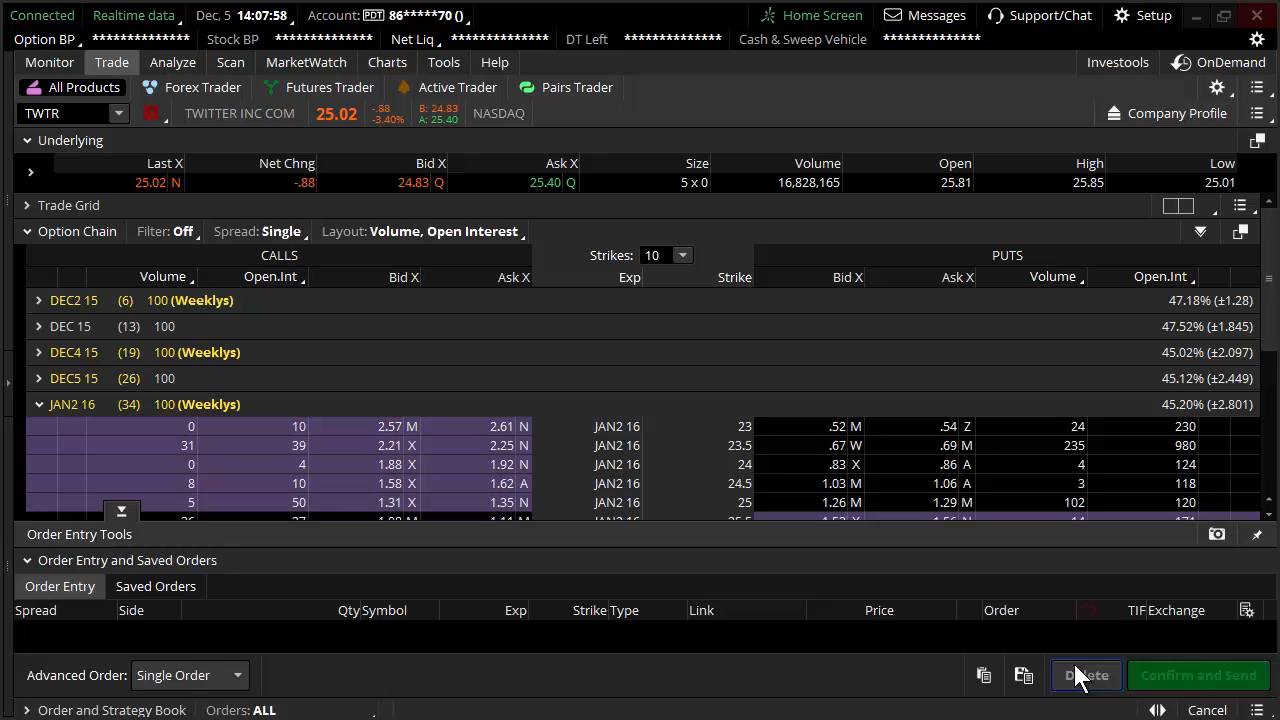 Connected Realtime data Dec, 5 14:07:58 Account: PDT 86*****70 () Home Screen Messages Support/Chat Setup
Option BP ************** Stock BP ************** Net Liq ************** DT Left ************** Cash & Sweep Vehicle **************
Monitor Trade Analyze Scan MarketWatch Charts Tools Help Investools OnDemand
All Products Forex Trader Futures Trader Active Trader Pairs Trader
TWTR TWITTER INC COM 25.02 -.88 B: 24.83 NASDAQ Company Profile
-3.40% A: 25.40
Underlying
Last X Net Chng Bid X Ask X Size Volume Open High Low
25.02 N -.88 24.83 Q 25.40 Q 5 x 0 16,828,165 25.81 25.85 25.01
Trade Grid
Option Chain Filter: Off Spread: Single Layout: Volume, Open Interest
CALLS Strikes: 10 PUTS
Volume Open.Int Bid X Ask X Exp Strike Bid X Ask X Volume Open.Int
DEC2 15 (6) 100 (Weeklys) 47.18% (±1.28)
DEC 15 (13) 100 47.52% (±1.845)
DEC4 15 (19) 100 (Weeklys) 45.02% (±2.097)
DEC5 15 (26) 100 45.12% (±2.449)
JAN2 16 (34) 100 (Weeklys) 45.20% (±2.801)
0 10 2.57 M 2.61 N JAN2 16 23 .52 M .54 Z 24 230
31 39 2.21 X 2.25 N JAN2 16 23.5 .67 W .69 M 235 980
0 4 1.88 X 1.92 N JAN2 16 24 .83 X .86 A 4 124
8 10 1.58 X 1.62 A JAN2 16 24.5 1.03 M 1.06 A 3 118
5 50 1.31 X 1.35 N JAN2 16 25 1.26 M 1.29 M 102 120
Order Entry Tools
Order Entry and Saved Orders
Order Entry Saved Orders
Spread Side Qty Symbol Exp Strike Type Link Price Order TIF Exchange
Advanced Order: Single Order Delete Confirm and Send
Order and Strategy Book Orders: ALL Cancel